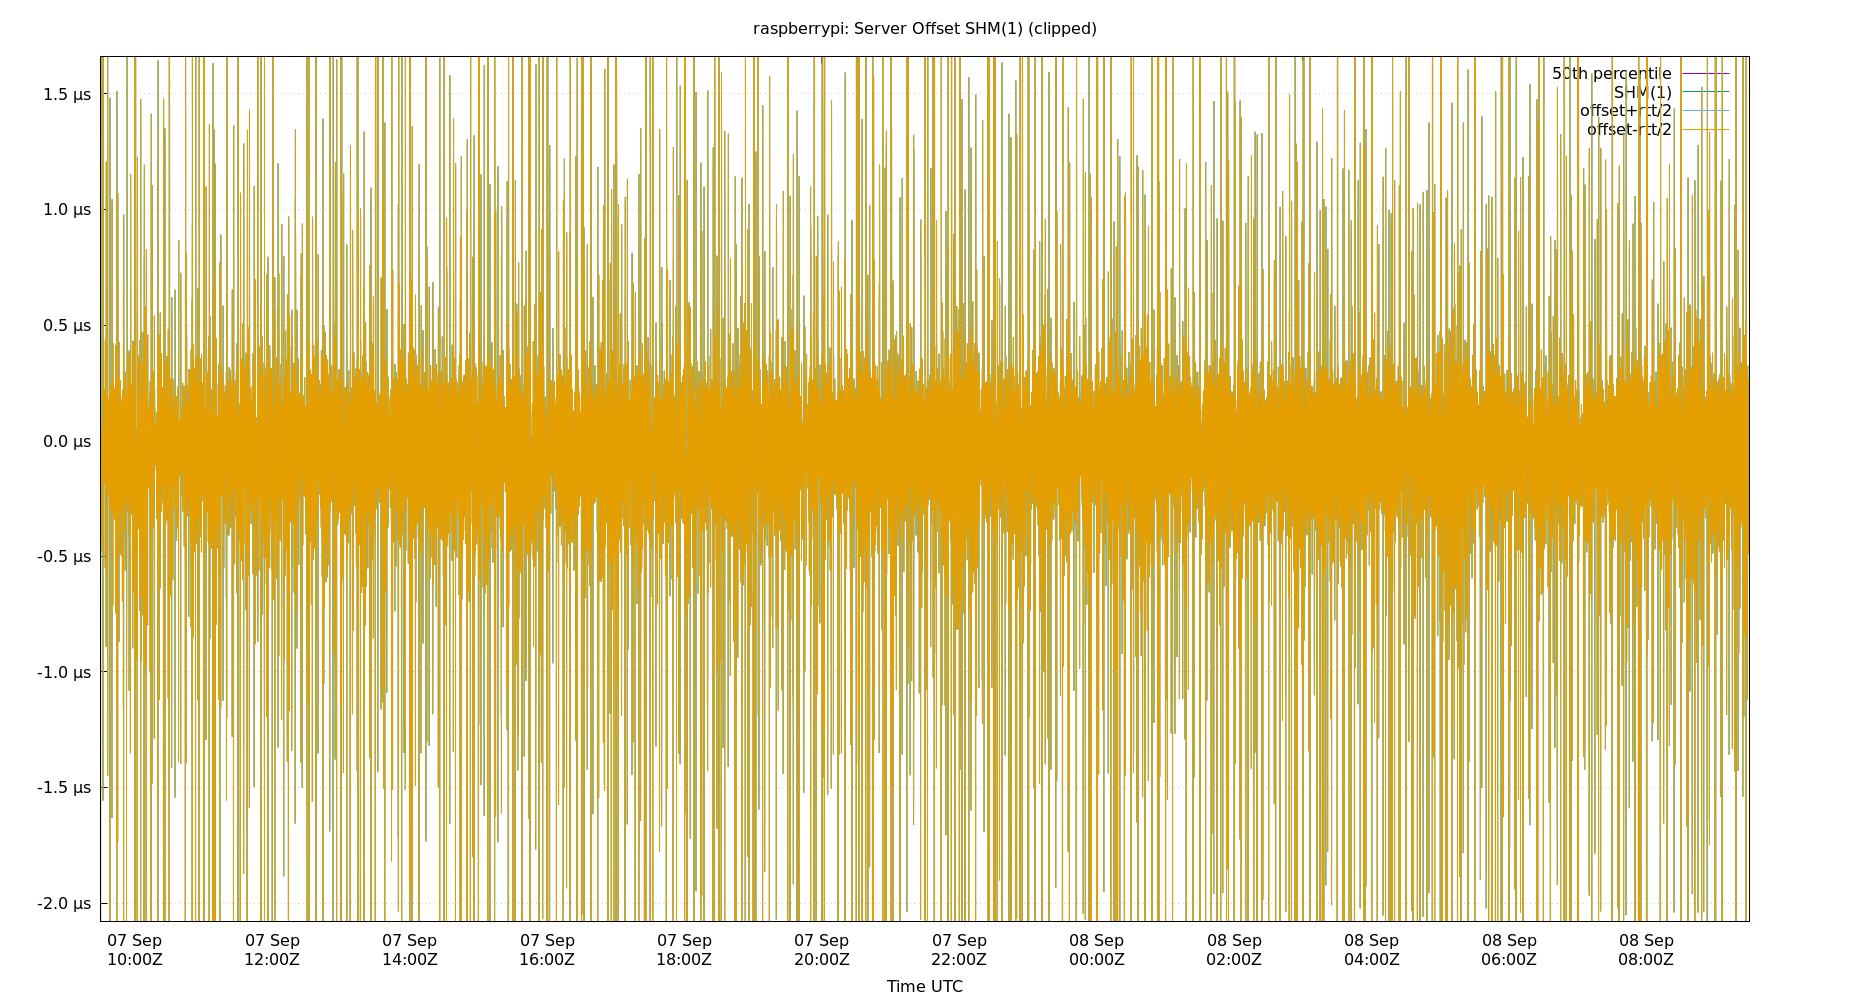 raspberrypi: Server Offset SHM(1) (clipped)
50th percentile
SHM(1)
offset+rtt/2
offset-rtt/2
1.5 µs
1.0 µs
0.5 µs
0.0 µs
-0.5 µs
-1.0 µs
-1.5 µs
-2.0 µs
07 Sep 07 Sep 07 Sep 07 Sep 07 Sep 07 Sep 07 Sep 08 Sep 08 Sep 08 Sep 08 Sep 08 Sep
10:00Z 12:00Z 14:00Z 16:00Z 18:00Z 20:00Z 22:00Z 00:00Z 02:00Z 04:00Z 06:00Z 08:00Z
Time UTC